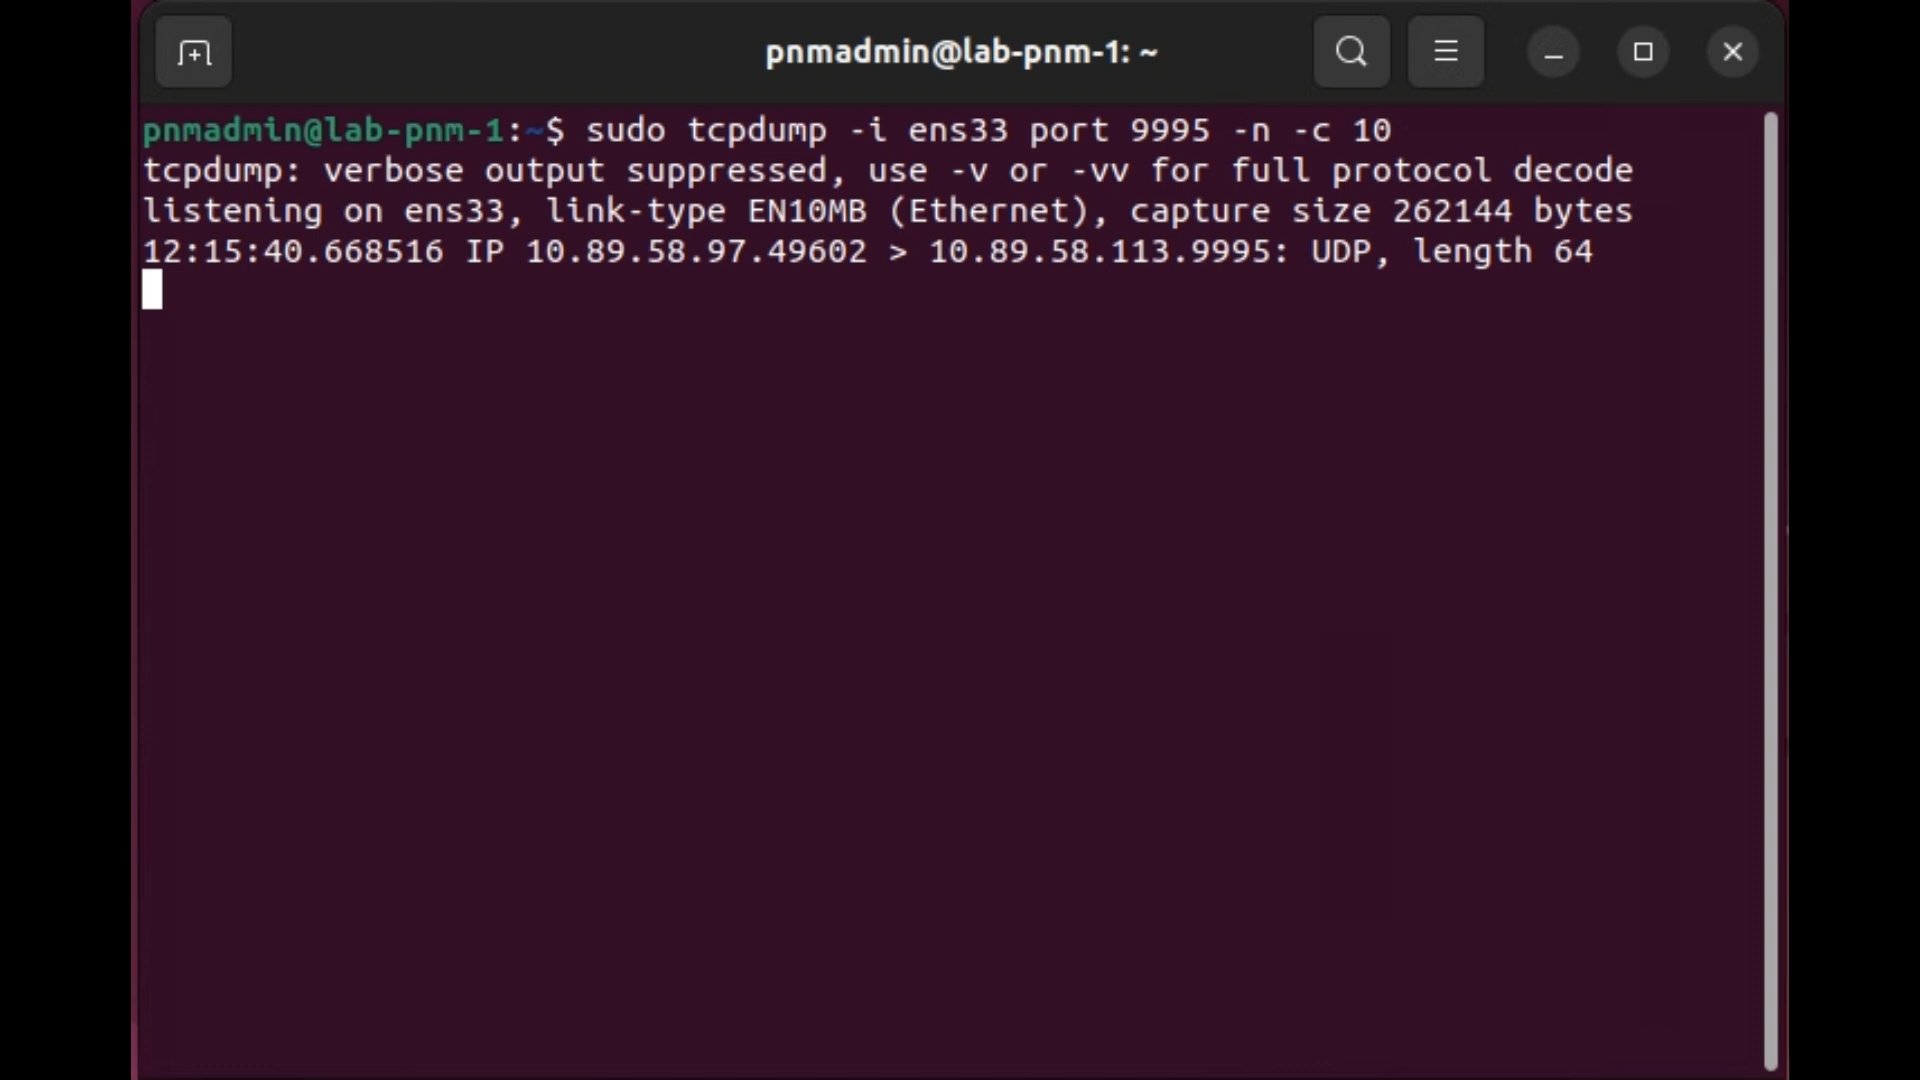 pnmadmin@lab-pnm-1: ~
pnmadmin@lab-pnm-1:~$ sudo tcpdump -i ens33 port 9995 -n -c 10
tcpdump: verbose output suppressed, use -v or -vv for full protocol decode
listening on ens33, link-type EN10MB (Ethernet), capture size 262144 bytes
12:15:40.668516 IP 10.89.58.97.49602 > 10.89.58.113.9995: UDP, length 64